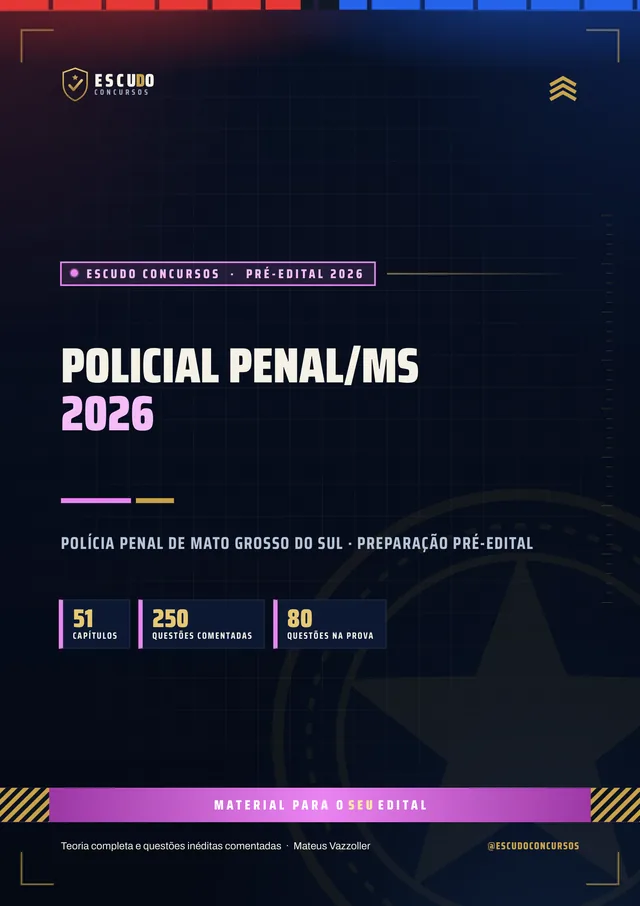 ESCUDO
CONCURSOS
ESCUDO CONCURSOS · PRÉ-EDITAL 2026
POLICIAL PENAL/MS
2026
POLÍCIA PENAL DE MATO GROSSO DO SUL · PREPARAÇÃO PRÉ-EDITAL
51
CAPÍTULOS
250
QUESTÕES COMENTADAS
80
QUESTÕES NA PROVA
MATERIAL PARA O SEU EDITAL
Teoria completa e questões inéditas comentadas · Mateus Vazzoller
@ESCUDOCONCURSOS